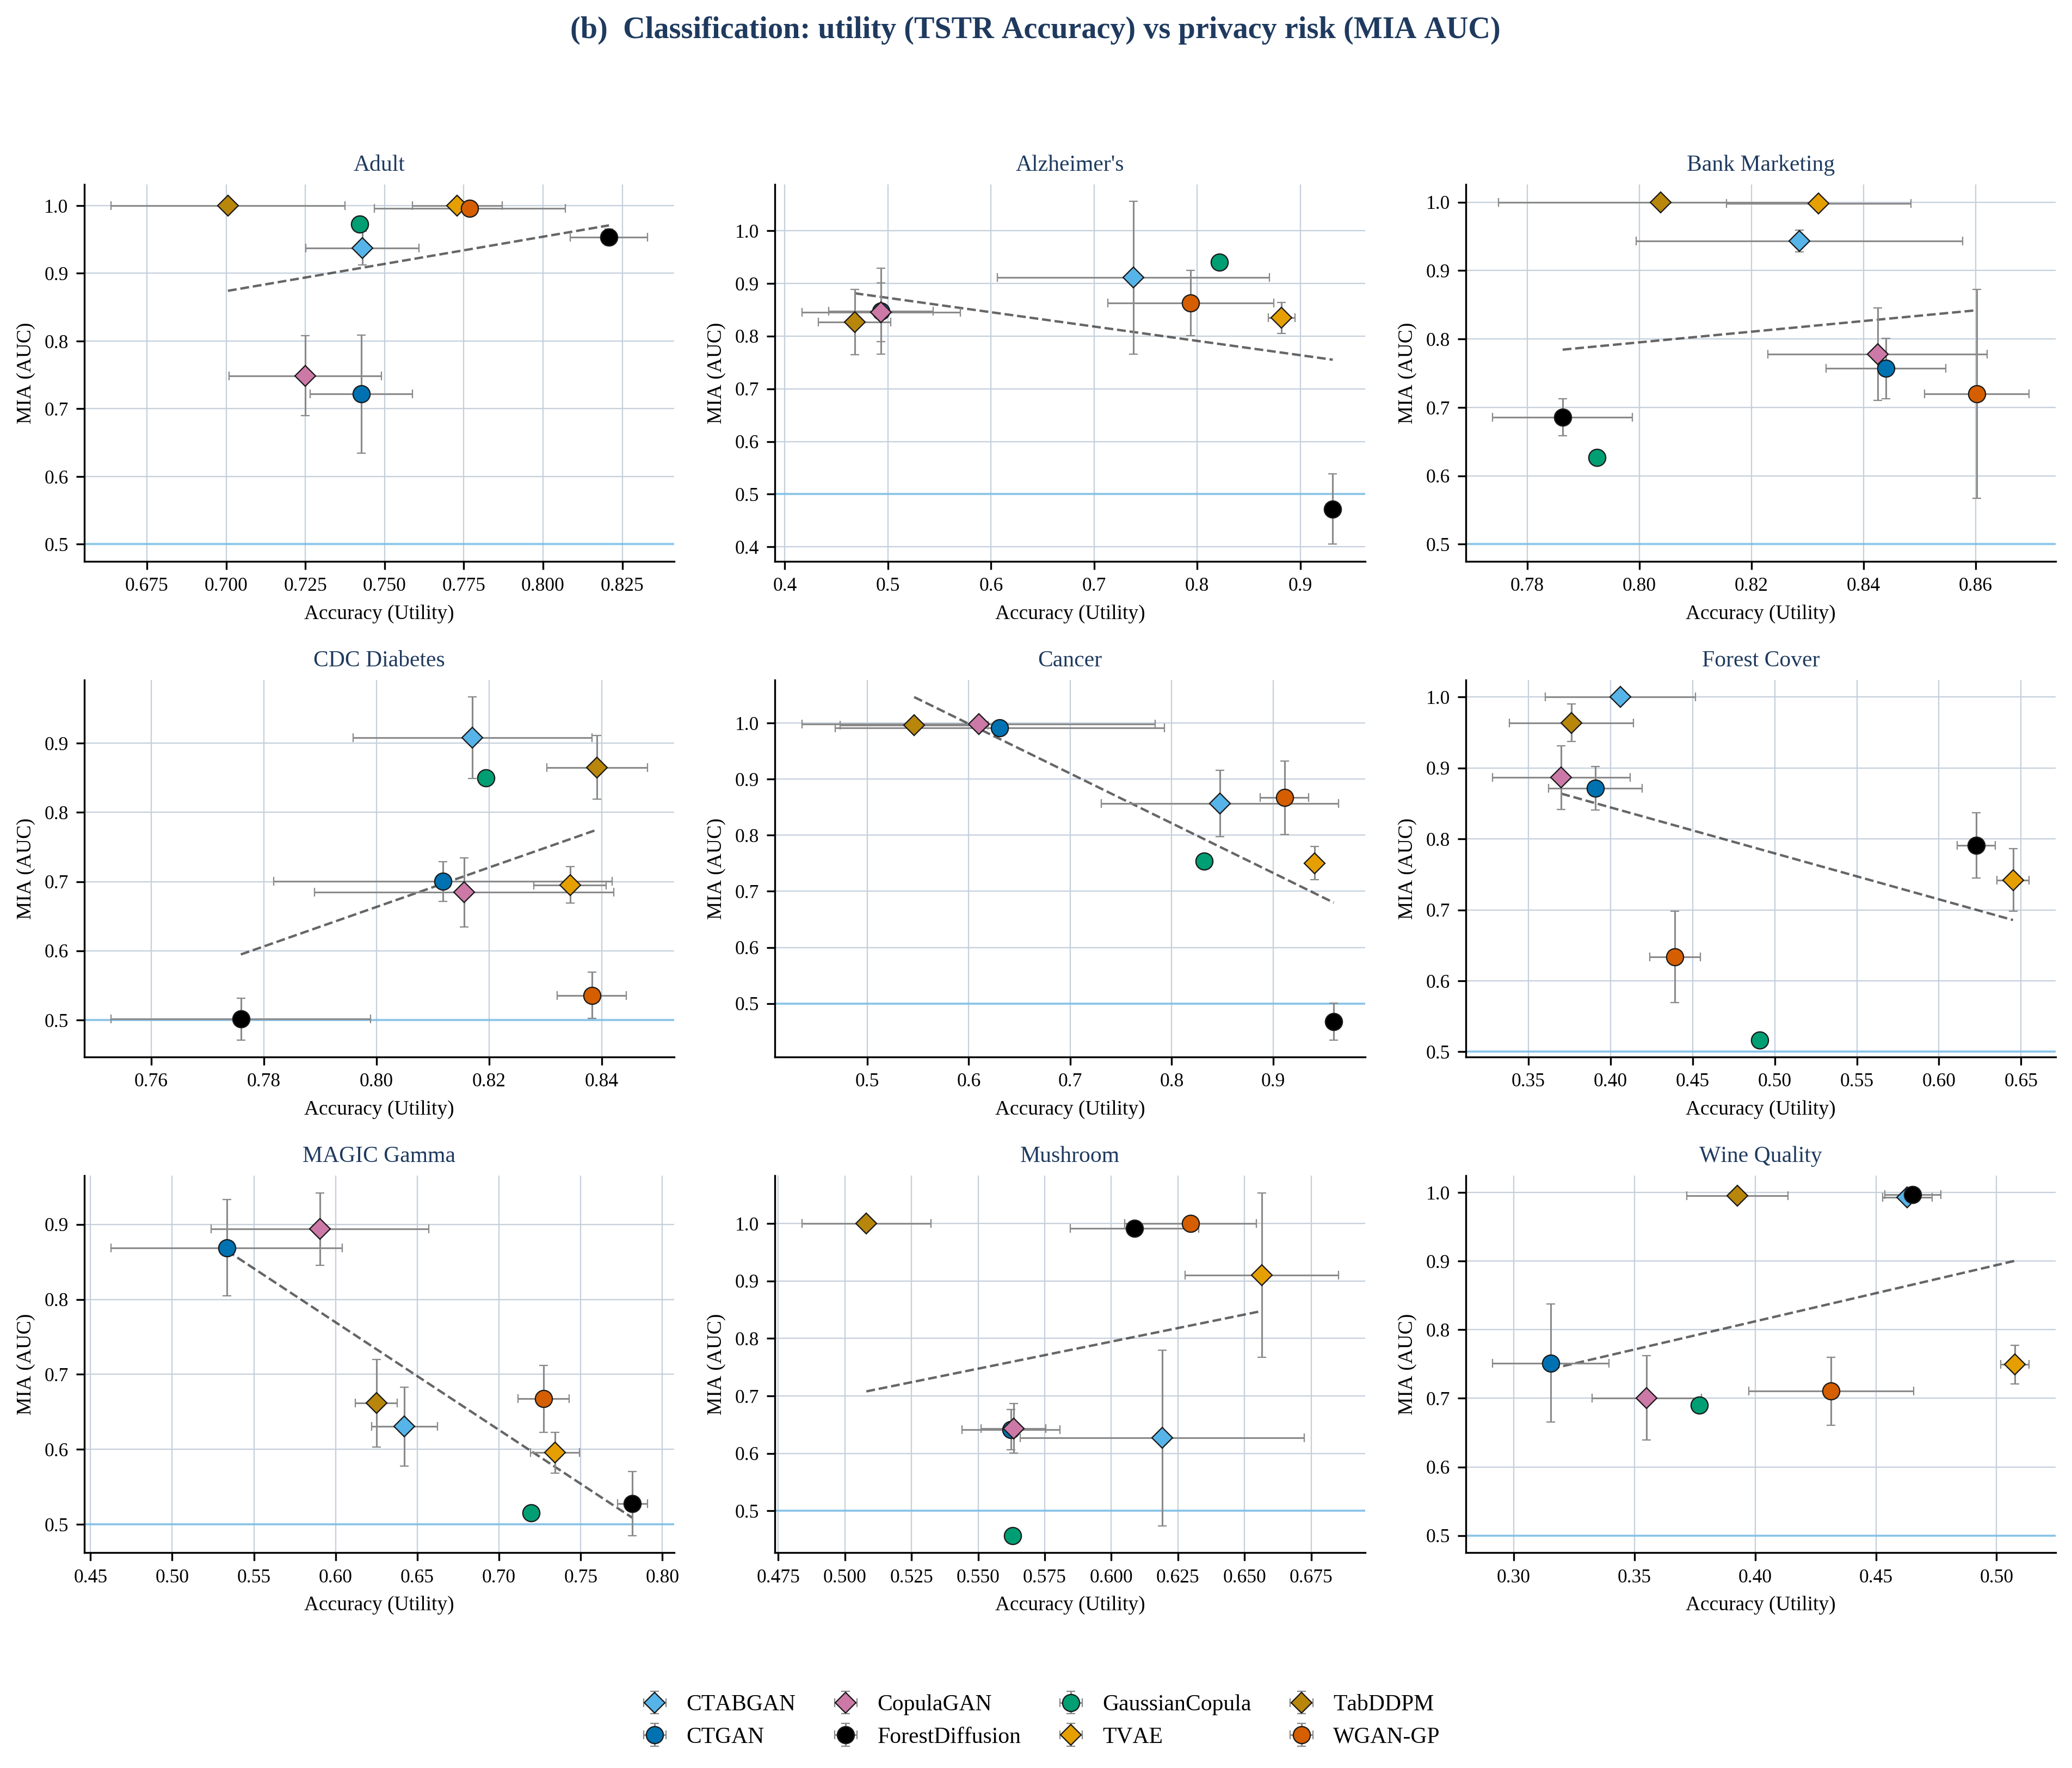 (b)  Classification: utility (TSTR Accuracy) vs privacy risk (MIA AUC)
Adult
MIA (AUC)
1.0
0.9
0.8
0.7
0.6
0.5
0.675 0.700 0.725 0.750 0.775 0.800 0.825
Accuracy (Utility)
Alzheimer's
MIA (AUC)
1.0
0.9
0.8
0.7
0.6
0.5
0.4
0.4 0.5 0.6 0.7 0.8 0.9
Accuracy (Utility)
Bank Marketing
MIA (AUC)
1.0
0.9
0.8
0.7
0.6
0.5
0.78 0.80 0.82 0.84 0.86
Accuracy (Utility)
CDC Diabetes
MIA (AUC)
0.9
0.8
0.7
0.6
0.5
0.76 0.78 0.80 0.82 0.84
Accuracy (Utility)
Cancer
MIA (AUC)
1.0
0.9
0.8
0.7
0.6
0.5
0.5 0.6 0.7 0.8 0.9
Accuracy (Utility)
Forest Cover
MIA (AUC)
1.0
0.9
0.8
0.7
0.6
0.5
0.35 0.40 0.45 0.50 0.55 0.60 0.65
Accuracy (Utility)
MAGIC Gamma
MIA (AUC)
0.9
0.8
0.7
0.6
0.5
0.45 0.50 0.55 0.60 0.65 0.70 0.75 0.80
Accuracy (Utility)
Mushroom
MIA (AUC)
1.0
0.9
0.8
0.7
0.6
0.5
0.475 0.500 0.525 0.550 0.575 0.600 0.625 0.650 0.675
Accuracy (Utility)
Wine Quality
MIA (AUC)
1.0
0.9
0.8
0.7
0.6
0.5
0.30 0.35 0.40 0.45 0.50
Accuracy (Utility)
CTABGAN CopulaGAN GaussianCopula TabDDPM
CTGAN ForestDiffusion TVAE WGAN-GP